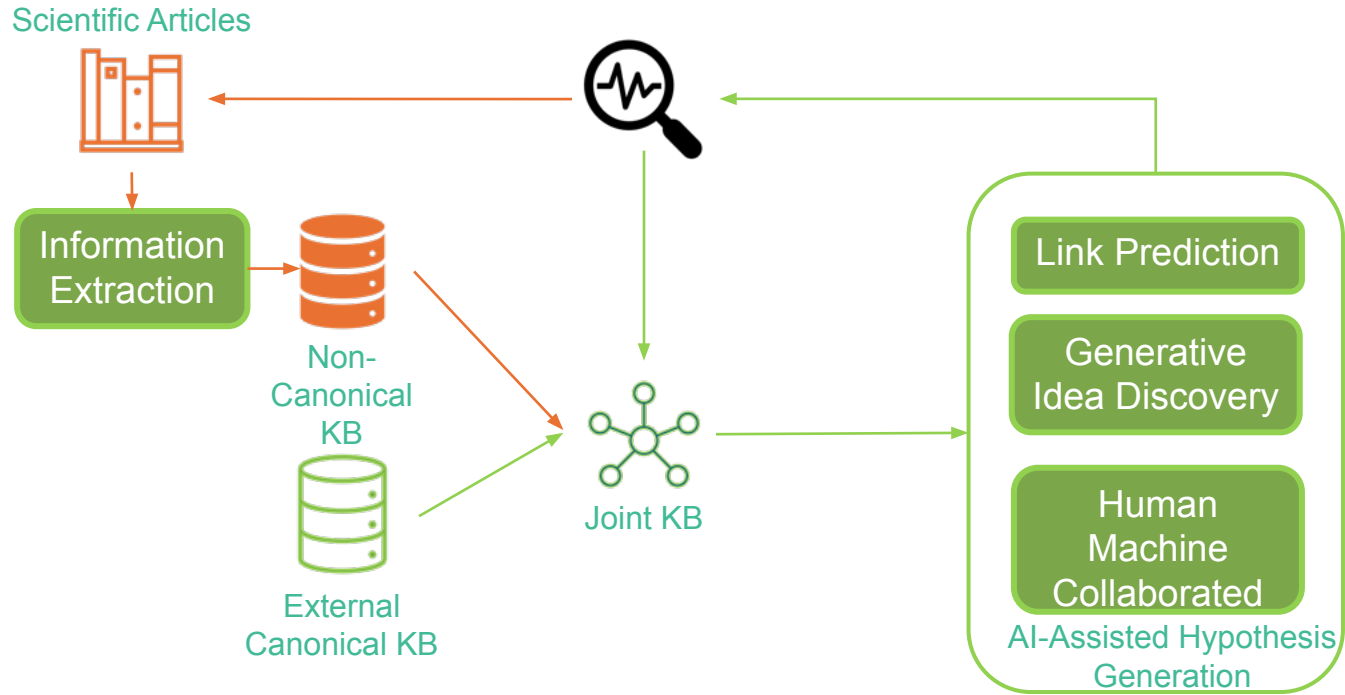 Scientific Articles
Information
Extraction
Non-
Canonical
KB
External
Canonical KB
Joint KB
Link Prediction
Generative
Idea Discovery
Human
Machine
Collaborated
AI-Assisted Hypothesis
Generation